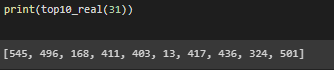 print(top10_real(31))
[545, 496, 168, 411, 403, 13, 417, 436, 324, 501]